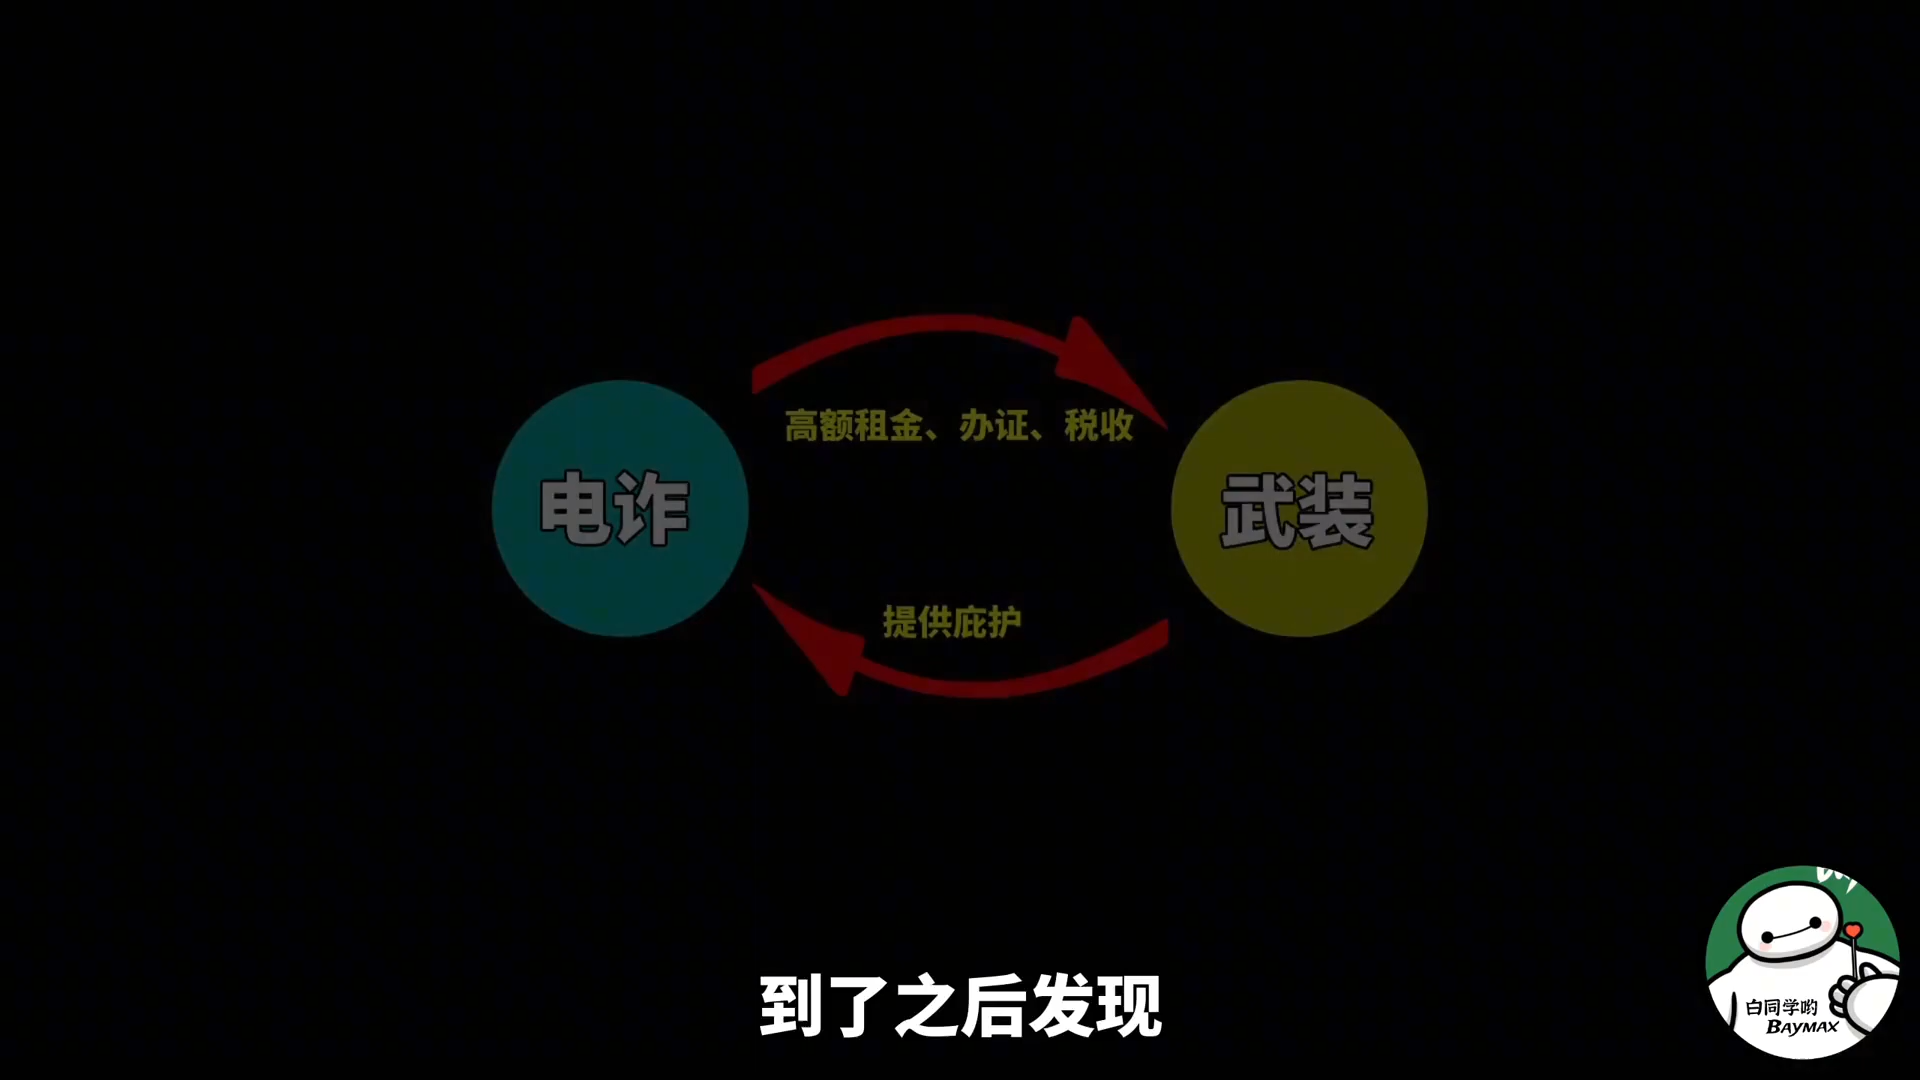 高额租金、办证、税收
电诈
武装
提供庇护
到了之后发现
白同学哟
BAYMAX